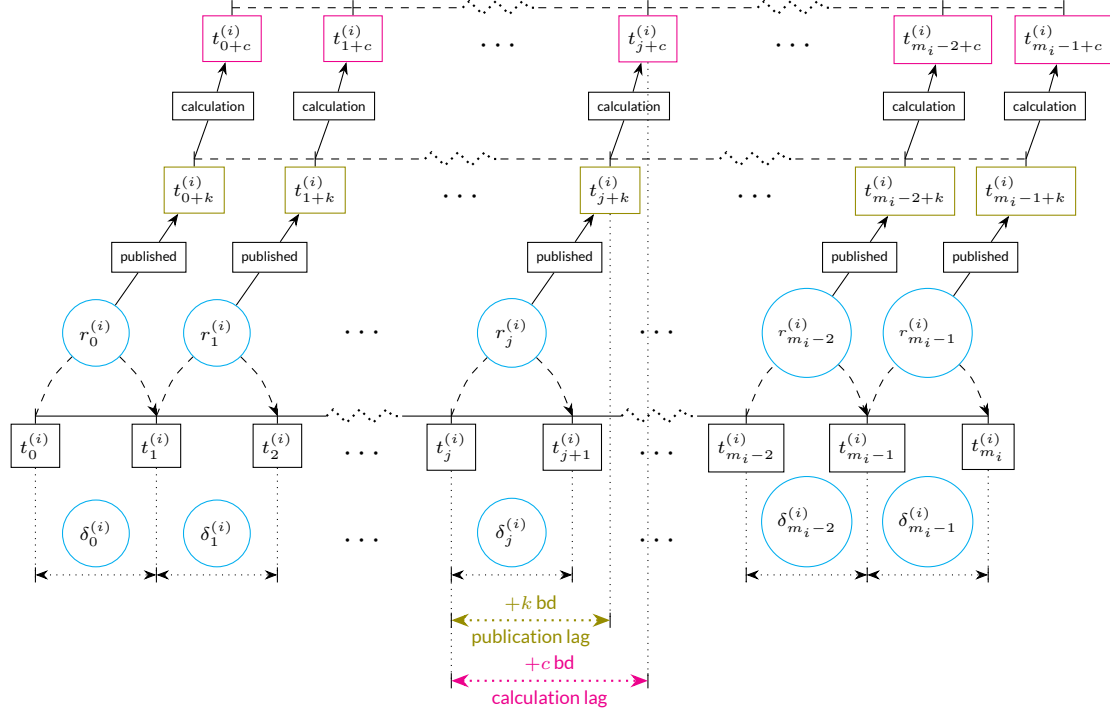 t_{0+c}^{(i)} t_{1+c}^{(i)} ... t_{j+c}^{(i)} ... t_{m_i-2+c}^{(i)} t_{m_i-1+c}^{(i)}
calculation calculation calculation calculation calculation
t_{0+k}^{(i)} t_{1+k}^{(i)} ... t_{j+k}^{(i)} ... t_{m_i-2+k}^{(i)} t_{m_i-1+k}^{(i)}
published published published published published
r_0^{(i)} r_1^{(i)} ... r_j^{(i)} ... r_{m_i-2}^{(i)} r_{m_i-1}^{(i)}
t_0^{(i)} t_1^{(i)} t_2^{(i)} ... t_j^{(i)} t_{j+1}^{(i)} ... t_{m_i-2}^{(i)} t_{m_i-1}^{(i)} t_{m_i}^{(i)}
δ_0^{(i)} δ_1^{(i)} ... δ_j^{(i)} ... δ_{m_i-2}^{(i)} δ_{m_i-1}^{(i)}
+k bd
publication lag
+c bd
calculation lag